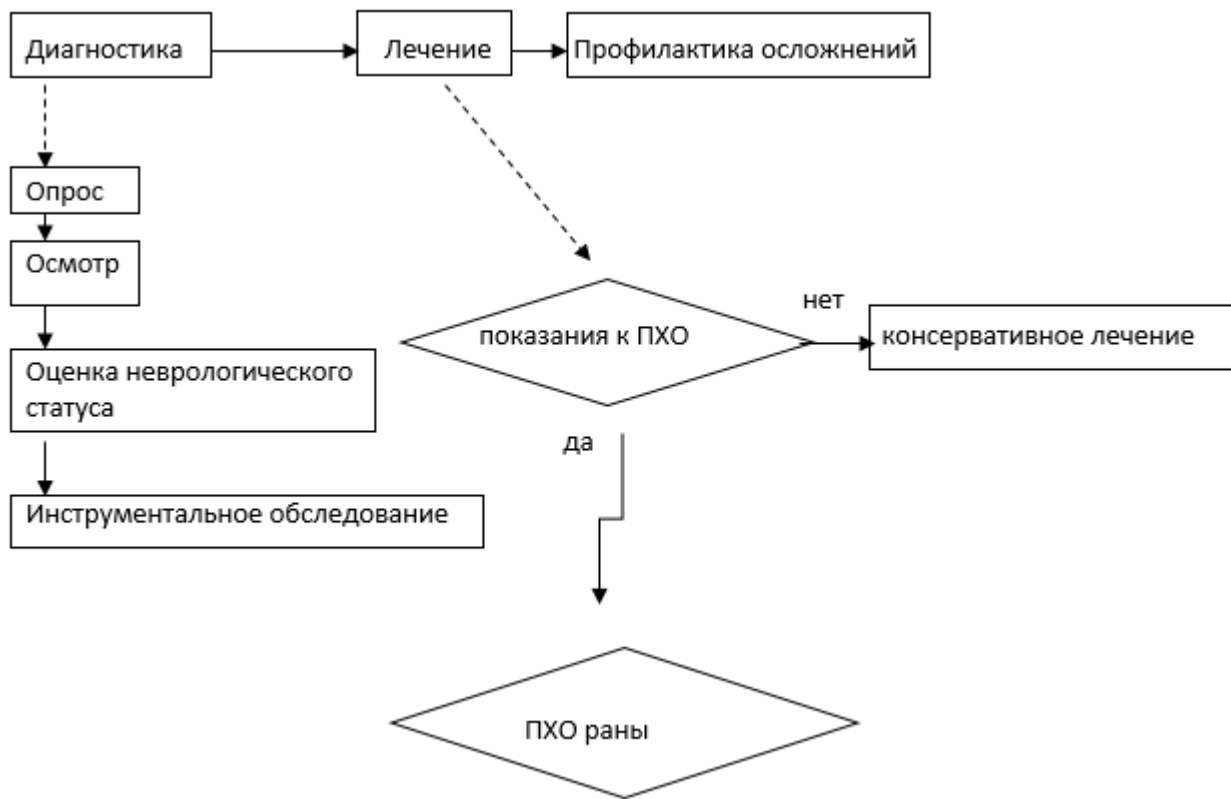 Диагностика
Лечение
Профилактика осложнений
Опрос
Осмотр
Оценка неврологического
статуса
Инструментальное обследование
показания к ПХО
нет
консервативное лечение
да
ПХО раны